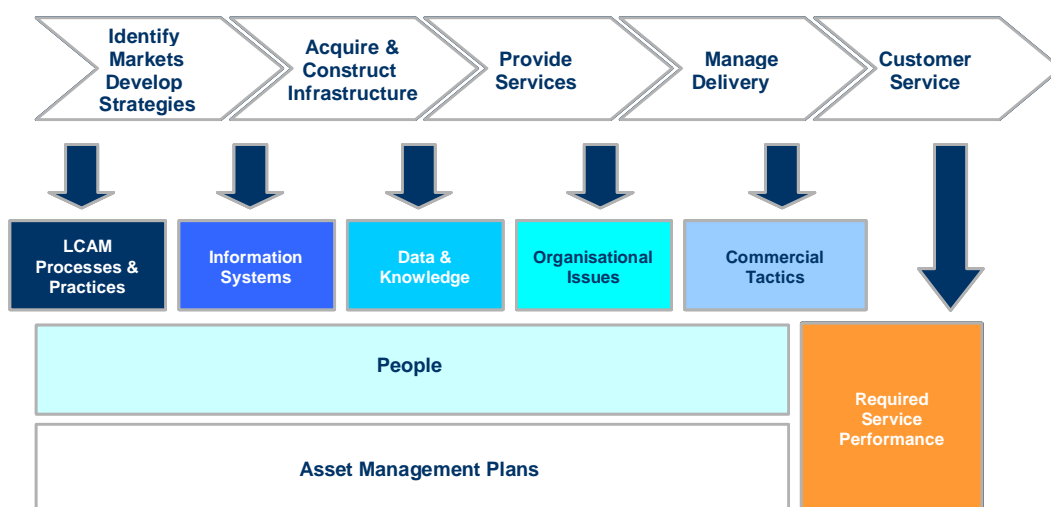 Identify
Markets
Develop
Strategies
Acquire &
Construct
Infrastructure
Provide
Services
Manage
Delivery
Customer
Service
LCAM
Processes &
Practices
Information
Systems
Data &
Knowledge
Organisational
Issues
Commercial
Tactics
People
Required
Service
Performance
Asset Management Plans